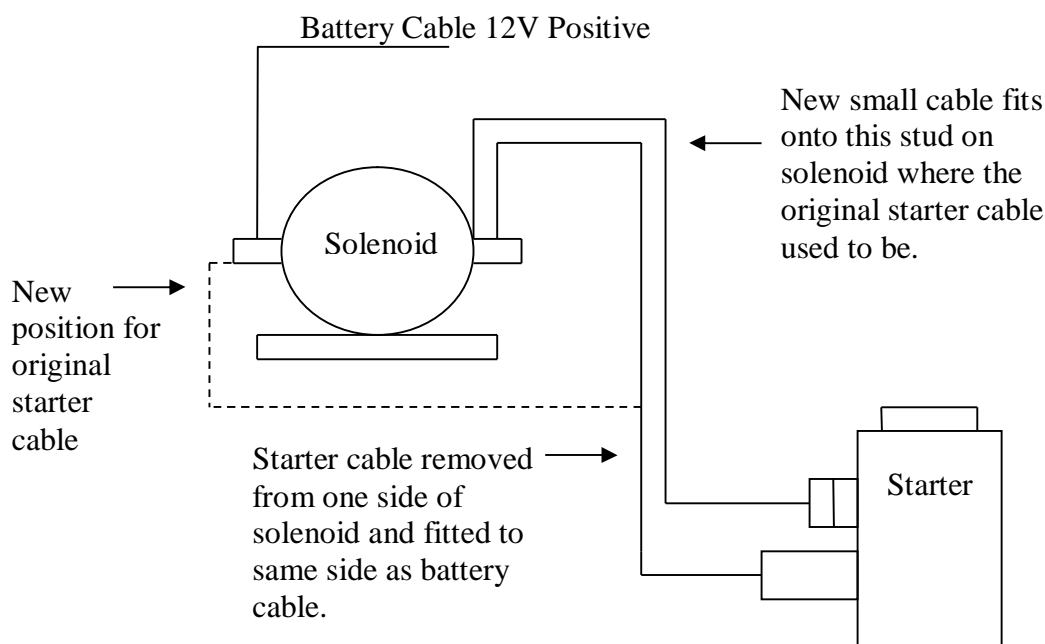 Battery Cable 12V Positive
New small cable fits
onto this stud on
solenoid where the
original starter cable
used to be.
Solenoid
New
position for
original
starter
cable
Starter cable removed
from one side of
solenoid and fitted to
same side as battery
cable.
Starter